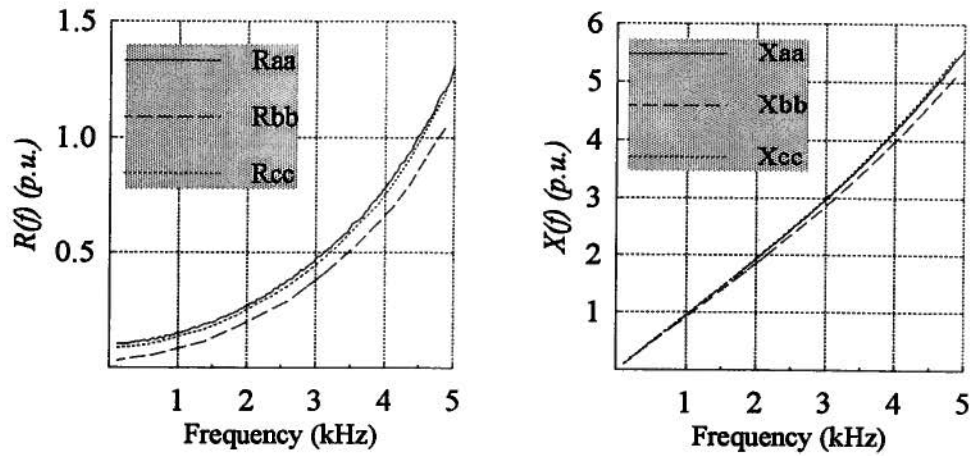 R(f) (p.u.)
1.5
1.0
0.5
Raa
Rbb
Rcc
1 2 3 4 5
Frequency (kHz)
X(f) (p.u.)
6
5
4
3
2
1
Xaa
Xbb
Xcc
1 2 3 4 5
Frequency (kHz)